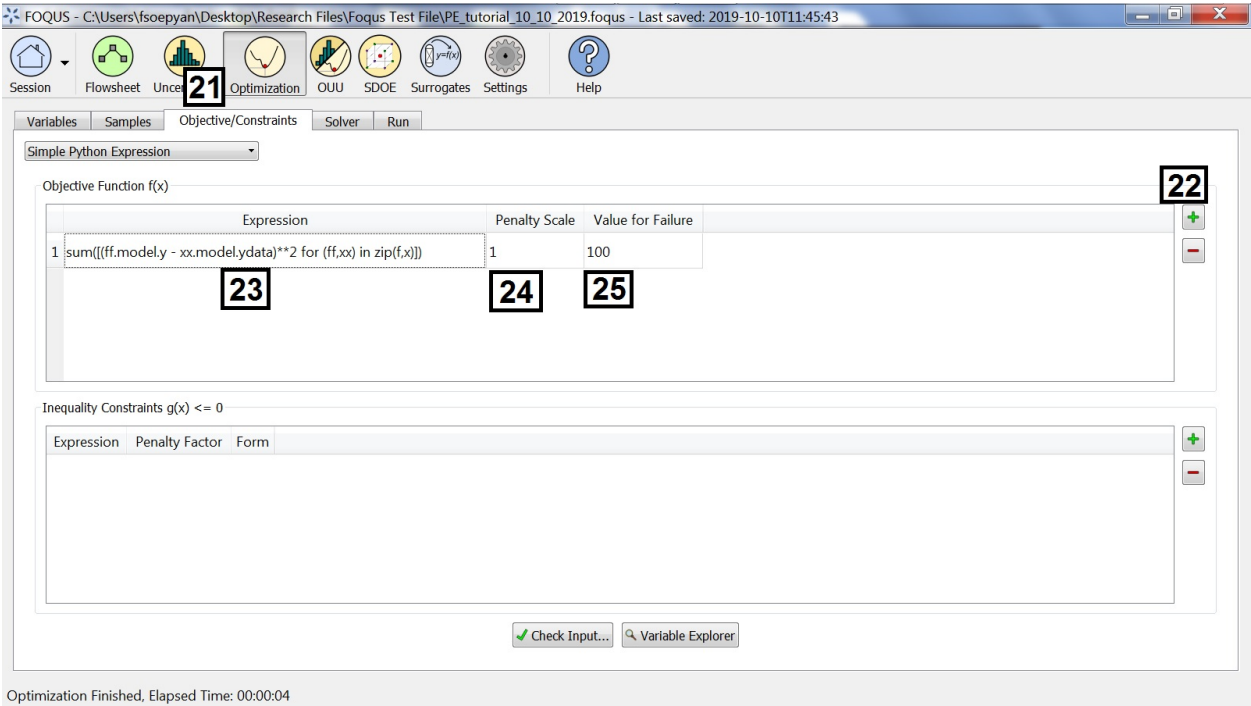 FOQUS - C:\Users\fsoepyan\Desktop\Research Files\Foqus Test File\PE_tutorial_10_10_2019.foqus - Last saved: 2019-10-10T11:45:43
Session Flowsheet Optimization OUU SDOE Surrogates Settings Help
y=f(x)
21
Variables Samples Objective/Constraints Solver Run
Simple Python Expression
Objective Function f(x)
22
Expression Penalty Scale Value for Failure
1 sum([(ff.model.y - xx.model.ydata)**2 for (ff,xx) in zip(f,x)]) 1 100
23 24 25
Inequality Constraints g(x) <= 0
Expression Penalty Factor Form
Check Input... Variable Explorer
Optimization Finished, Elapsed Time: 00:00:04